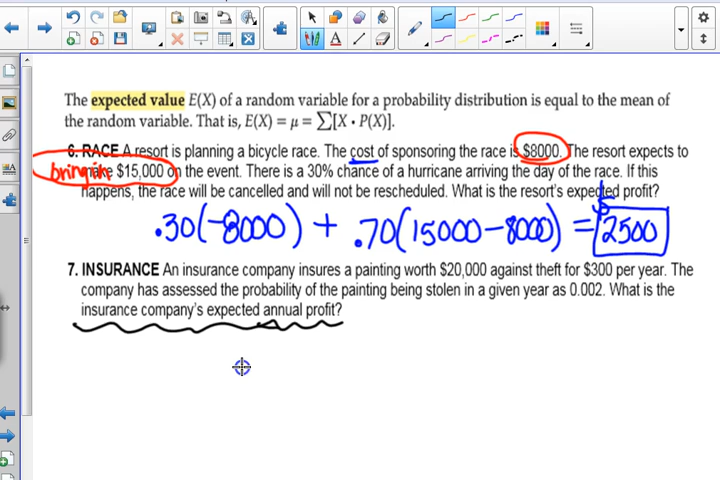 The expected value E(X) of a random variable for a probability distribution is equal to the mean of
the random variable. That is, E(X) = μ = ∑[X • P(X)].
6. RACE A resort is planning a bicycle race. The cost of sponsoring the race is $8000. The resort expects to
bring in $15,000 on the event. There is a 30% chance of a hurricane arriving the day of the race. If this
happens, the race will be cancelled and will not be rescheduled. What is the resort's expected profit?
.30(-8000) + .70(15000-8000) = $2500
7. INSURANCE An insurance company insures a painting worth $20,000 against theft for $300 per year. The
company has assessed the probability of the painting being stolen in a given year as 0.002. What is the
insurance company's expected annual profit?